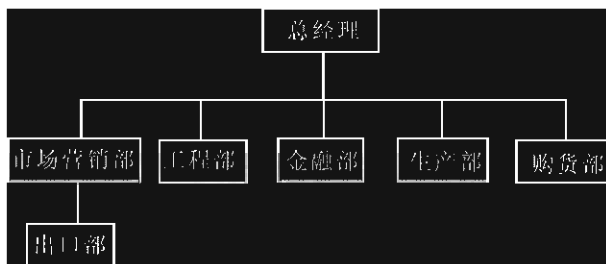 总经理
市场营销部
工程部
金融部
生产部
购货部
出口部